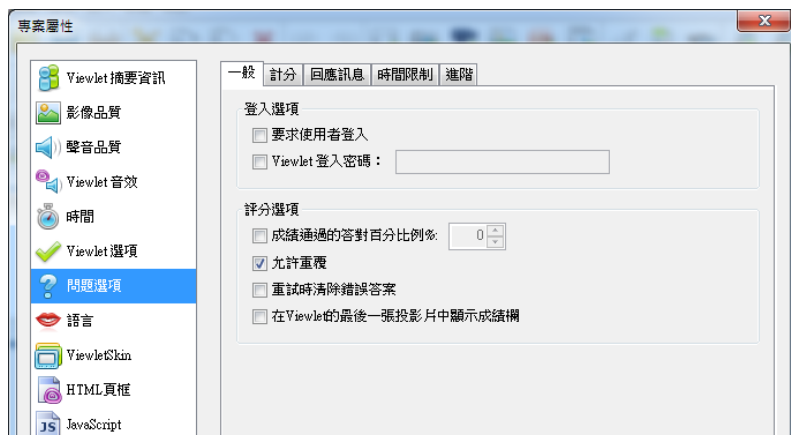 專案屬性
Viewlet 摘要資訊
影像品質
聲音品質
Viewlet 音效
時間
Viewlet 選項
問題選項
語言
ViewletSkin
HTML頁框
JS JavaScript
一般 計分 回應訊息 時間限制 進階
登入選項
要求使用者登入
Viewlet 登入密碼：
評分選項
成績通過的答對百分比例%: 0
允許重覆
重試時清除錯誤答案
在Viewlet的最後一張投影片中顯示成績欄